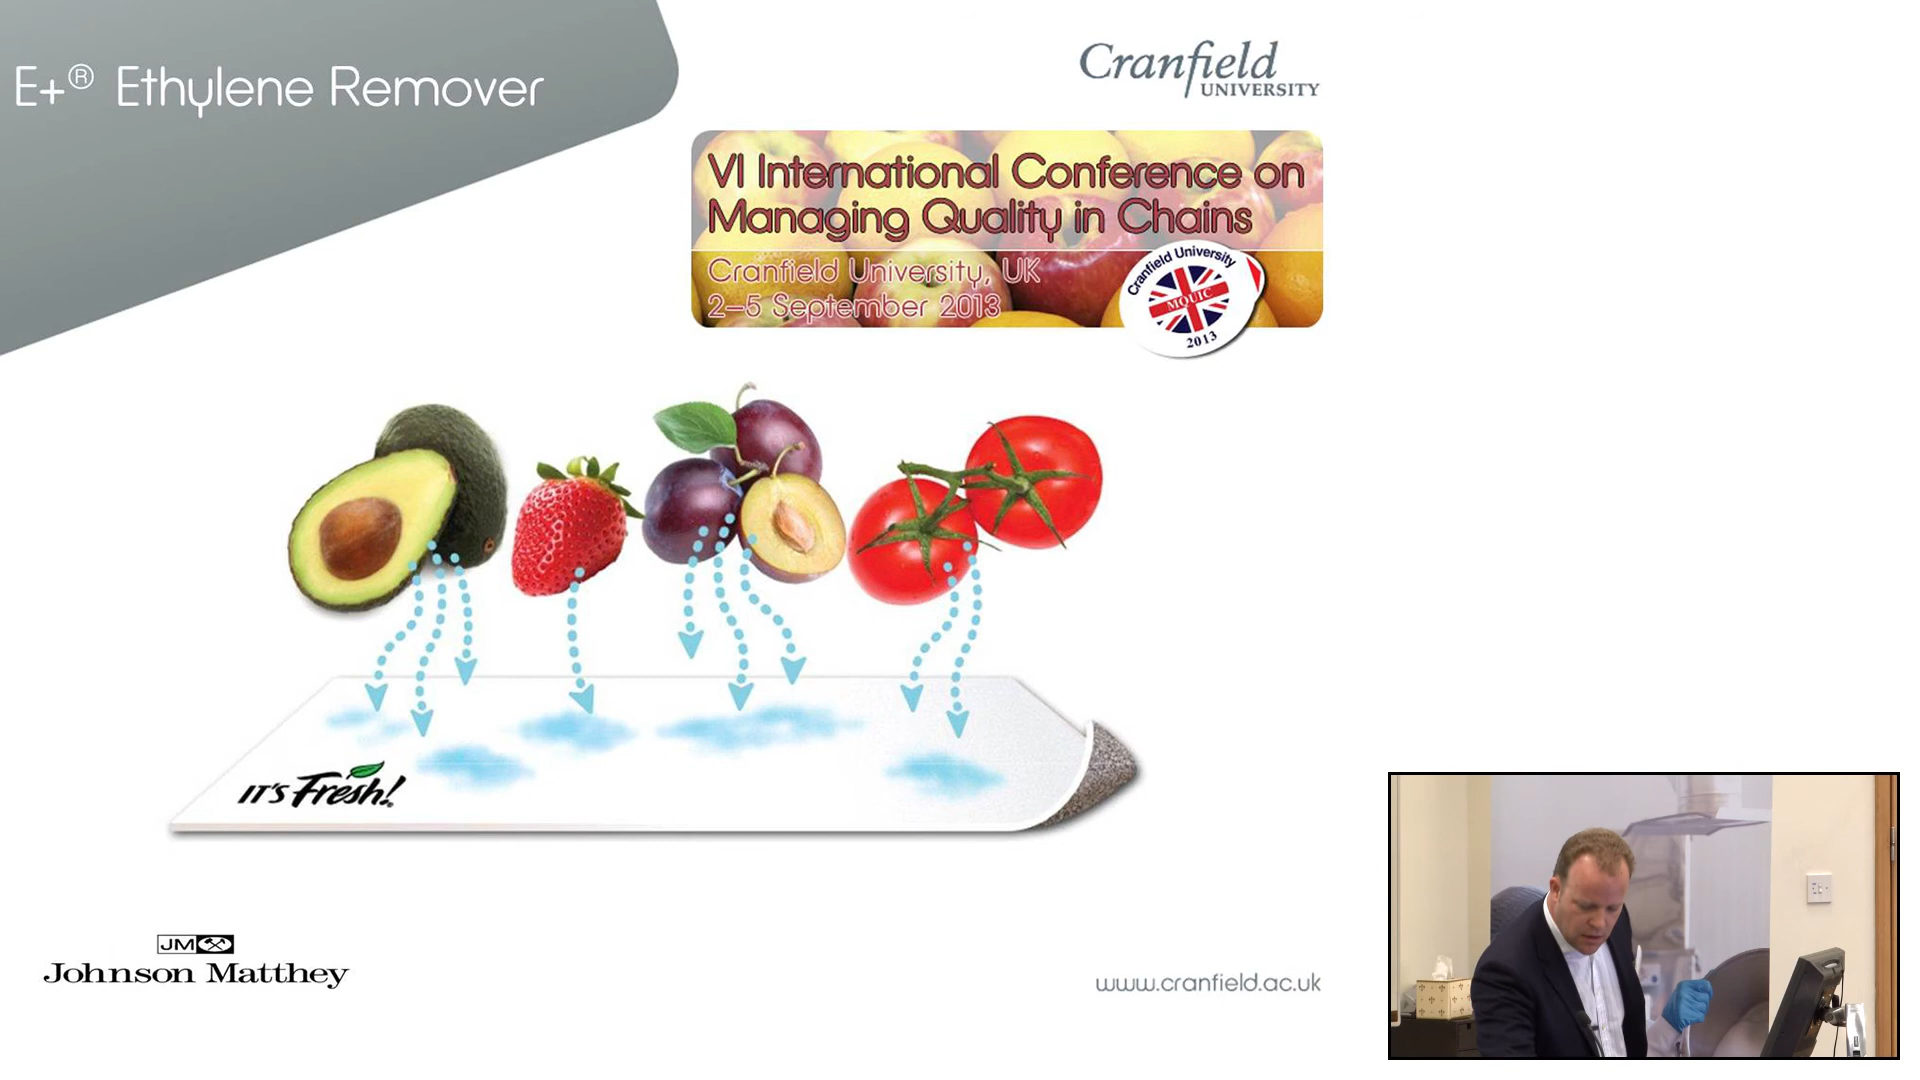 E+® Ethylene Remover
Cranfield
UNIVERSITY
VI International Conference on
Managing Quality in Chains
Cranfield University, UK
2–5 September 2013
Cranfield University
MQUIC
2013
IT'S Fresh!
JM
Johnson Matthey
www.cranfield.ac.uk